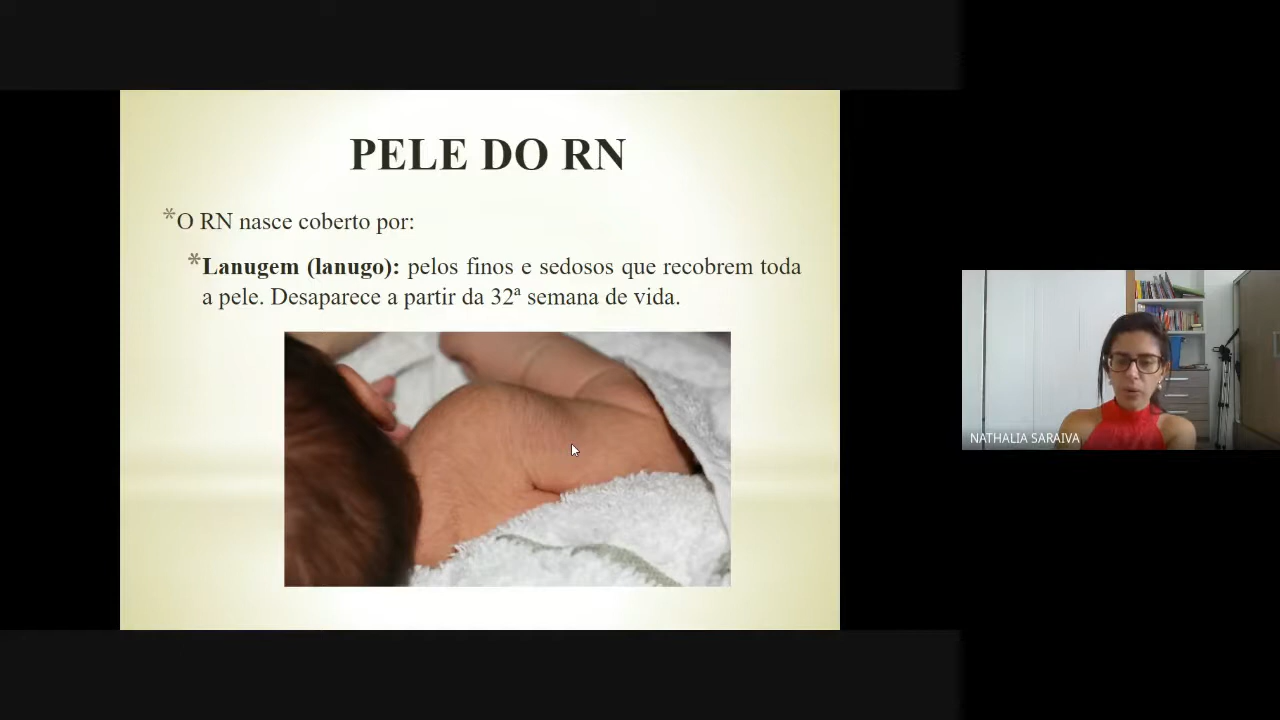 PELE DO RN
*O RN nasce coberto por:
*Lanugem (lanugo): pelos finos e sedosos que recobrem toda
a pele. Desaparece a partir da 32ª semana de vida.
NATHALIA SARAIVA